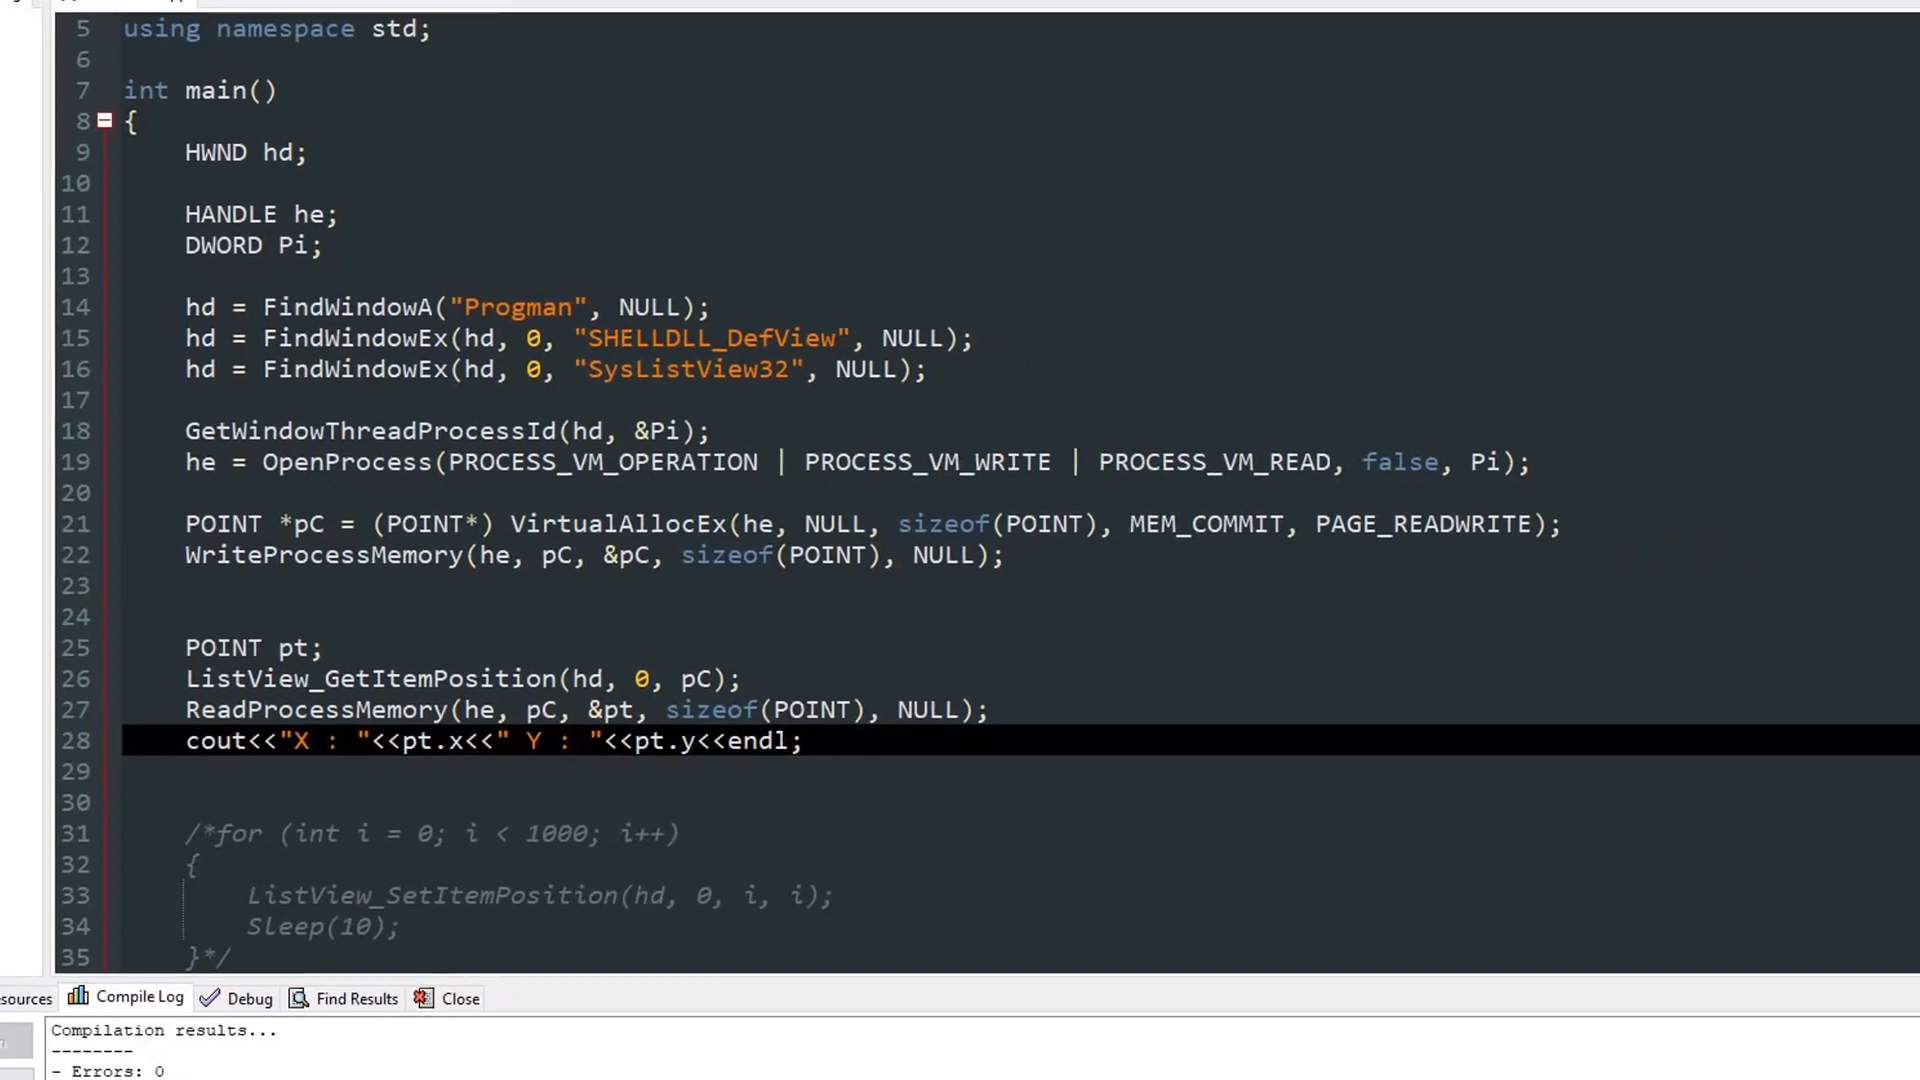 5 using namespace std;
6
7 int main()
8 {
9 HWND hd;
10
11 HANDLE he;
12 DWORD Pi;
13
14 hd = FindWindowA("Progman", NULL);
15 hd = FindWindowEx(hd, 0, "SHELLDLL_DefView", NULL);
16 hd = FindWindowEx(hd, 0, "SysListView32", NULL);
17
18 GetWindowThreadProcessId(hd, &Pi);
19 he = OpenProcess(PROCESS_VM_OPERATION | PROCESS_VM_WRITE | PROCESS_VM_READ, false, Pi);
20
21 POINT *pC = (POINT*) VirtualAllocEx(he, NULL, sizeof(POINT), MEM_COMMIT, PAGE_READWRITE);
22 WriteProcessMemory(he, pC, &pC, sizeof(POINT), NULL);
23
24
25 POINT pt;
26 ListView_GetItemPosition(hd, 0, pC);
27 ReadProcessMemory(he, pC, &pt, sizeof(POINT), NULL);
28 cout<<"X : "<<pt.x<<" Y : "<<pt.y<<endl;
29
30
31 /*for (int i = 0; i < 1000; i++)
32 {
33 ListView_SetItemPosition(hd, 0, i, i);
34 Sleep(10);
35 }*/
esources Compile Log Debug Find Results Close
Compilation results...
--------
- Errors: 0